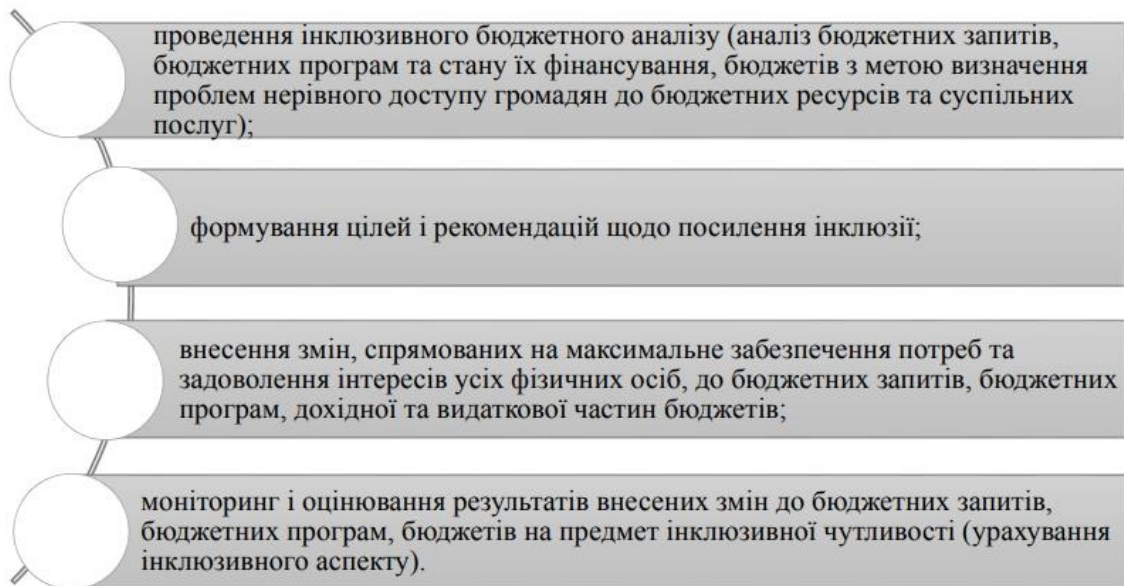 проведення інклюзивного бюджетного аналізу (аналіз бюджетних запитів,
бюджетних програм та стану їх фінансування, бюджетів з метою визначення
проблем нерівного доступу громадян до бюджетних ресурсів та суспільних
послуг);
формування цілей і рекомендацій щодо посилення інклюзії;
внесення змін, спрямованих на максимальне забезпечення потреб та
задоволення інтересів усіх фізичних осіб, до бюджетних запитів, бюджетних
програм, дохідної та видаткової частин бюджетів;
моніторинг і оцінювання результатів внесених змін до бюджетних запитів,
бюджетних програм, бюджетів на предмет інклюзивної чутливості (урахування
інклюзивного аспекту).